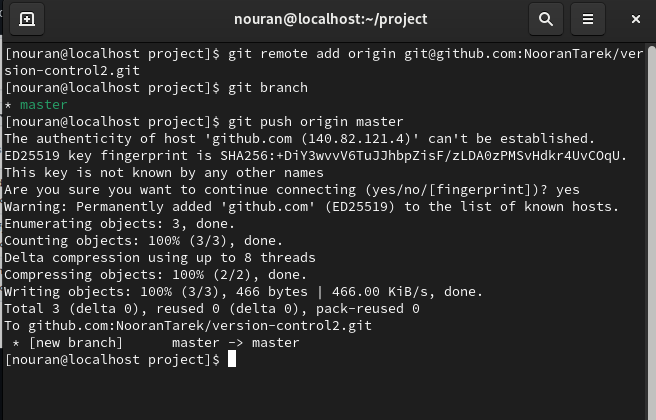 nouran@localhost:~/project
[nouran@localhost project]$ git remote add origin git@github.com:NooranTarek/ver
sion-control2.git
[nouran@localhost project]$ git branch
* master
[nouran@localhost project]$ git push origin master
The authenticity of host 'github.com (140.82.121.4)' can't be established.
ED25519 key fingerprint is SHA256:+DiY3wvvV6TuJJhbpZisF/zLDA0zPMSvHdkr4UvCOqU.
This key is not known by any other names
Are you sure you want to continue connecting (yes/no/[fingerprint])? yes
Warning: Permanently added 'github.com' (ED25519) to the list of known hosts.
Enumerating objects: 3, done.
Counting objects: 100% (3/3), done.
Delta compression using up to 8 threads
Compressing objects: 100% (2/2), done.
Writing objects: 100% (3/3), 466 bytes | 466.00 KiB/s, done.
Total 3 (delta 0), reused 0 (delta 0), pack-reused 0
To github.com:NooranTarek/version-control2.git
 * [new branch]      master -> master
[nouran@localhost project]$